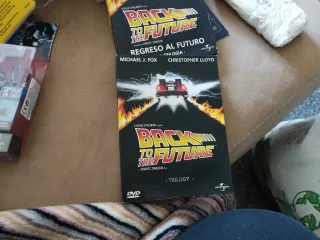 BACK
TO THE
FUTURE
REGRESO AL FUTURO
MICHAEL J. FOX CHRISTOPHER LLOYD
BACK
TO THE
FUTURE
- TRILOGY -
DVD